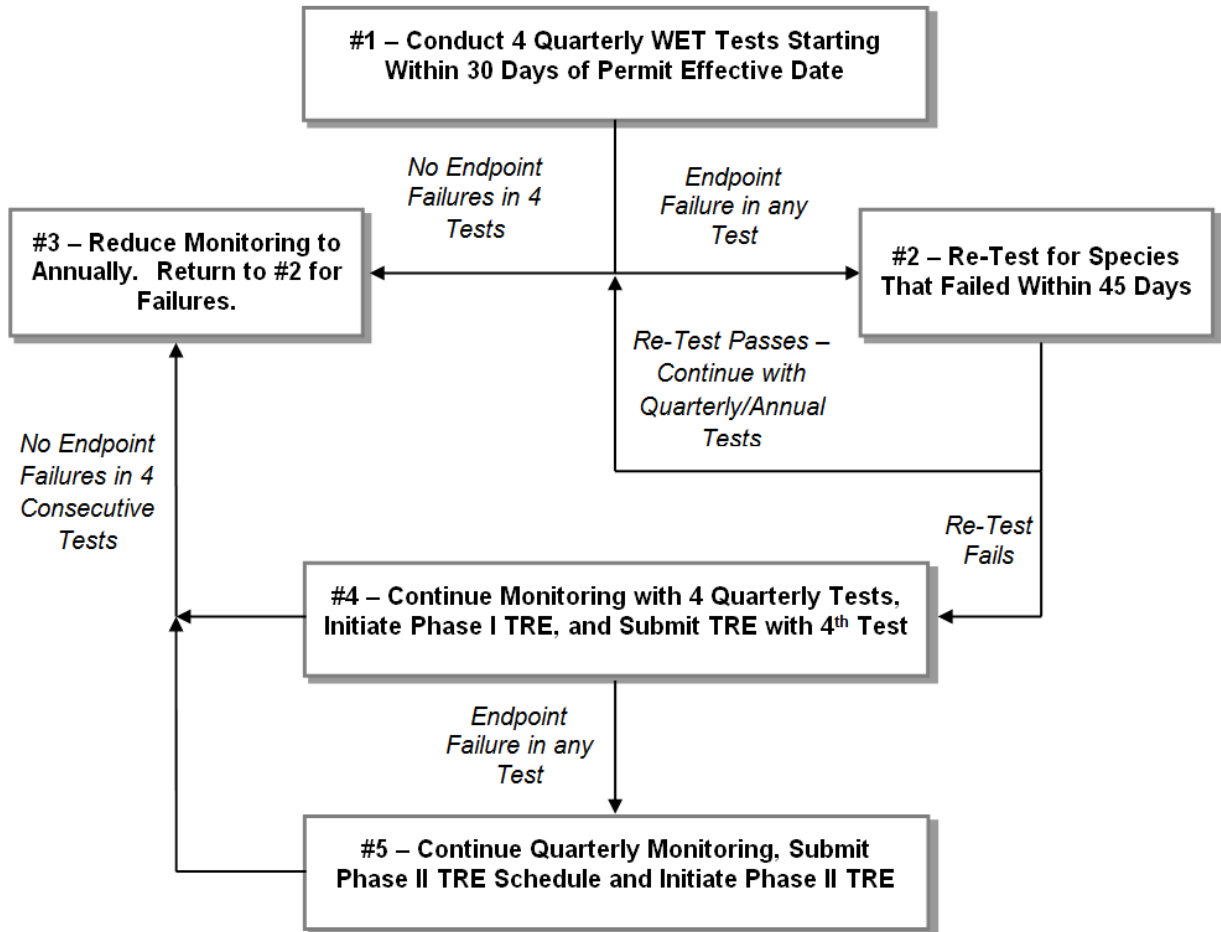 #1 – Conduct 4 Quarterly WET Tests Starting
Within 30 Days of Permit Effective Date
No Endpoint
Failures in 4
Tests
Endpoint
Failure in any
Test
#3 – Reduce Monitoring to
Annually. Return to #2 for
Failures.
#2 – Re-Test for Species
That Failed Within 45 Days
Re-Test Passes –
Continue with
Quarterly/Annual
Tests
No Endpoint
Failures in 4
Consecutive
Tests
Re-Test
Fails
#4 – Continue Monitoring with 4 Quarterly Tests,
Initiate Phase I TRE, and Submit TRE with 4th Test
Endpoint
Failure in any
Test
#5 – Continue Quarterly Monitoring, Submit
Phase II TRE Schedule and Initiate Phase II TRE